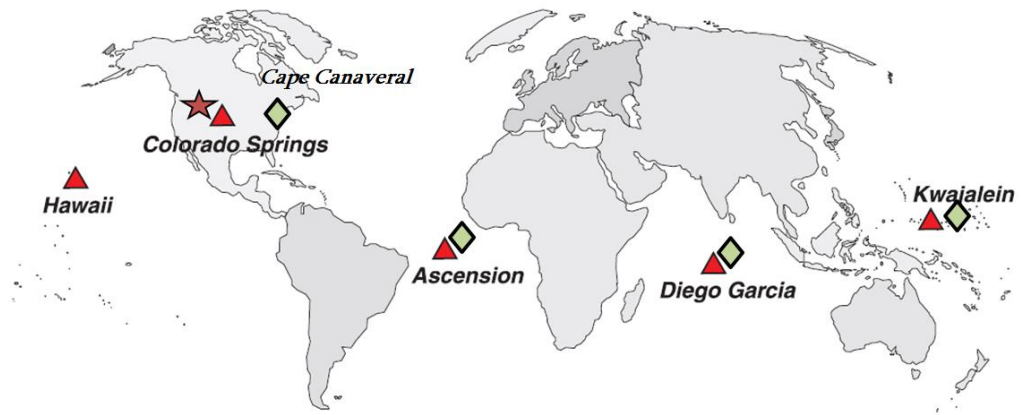 Cape Canaveral
Colorado Springs
Hawaii
Kwajalein
Ascension
Diego Garcia